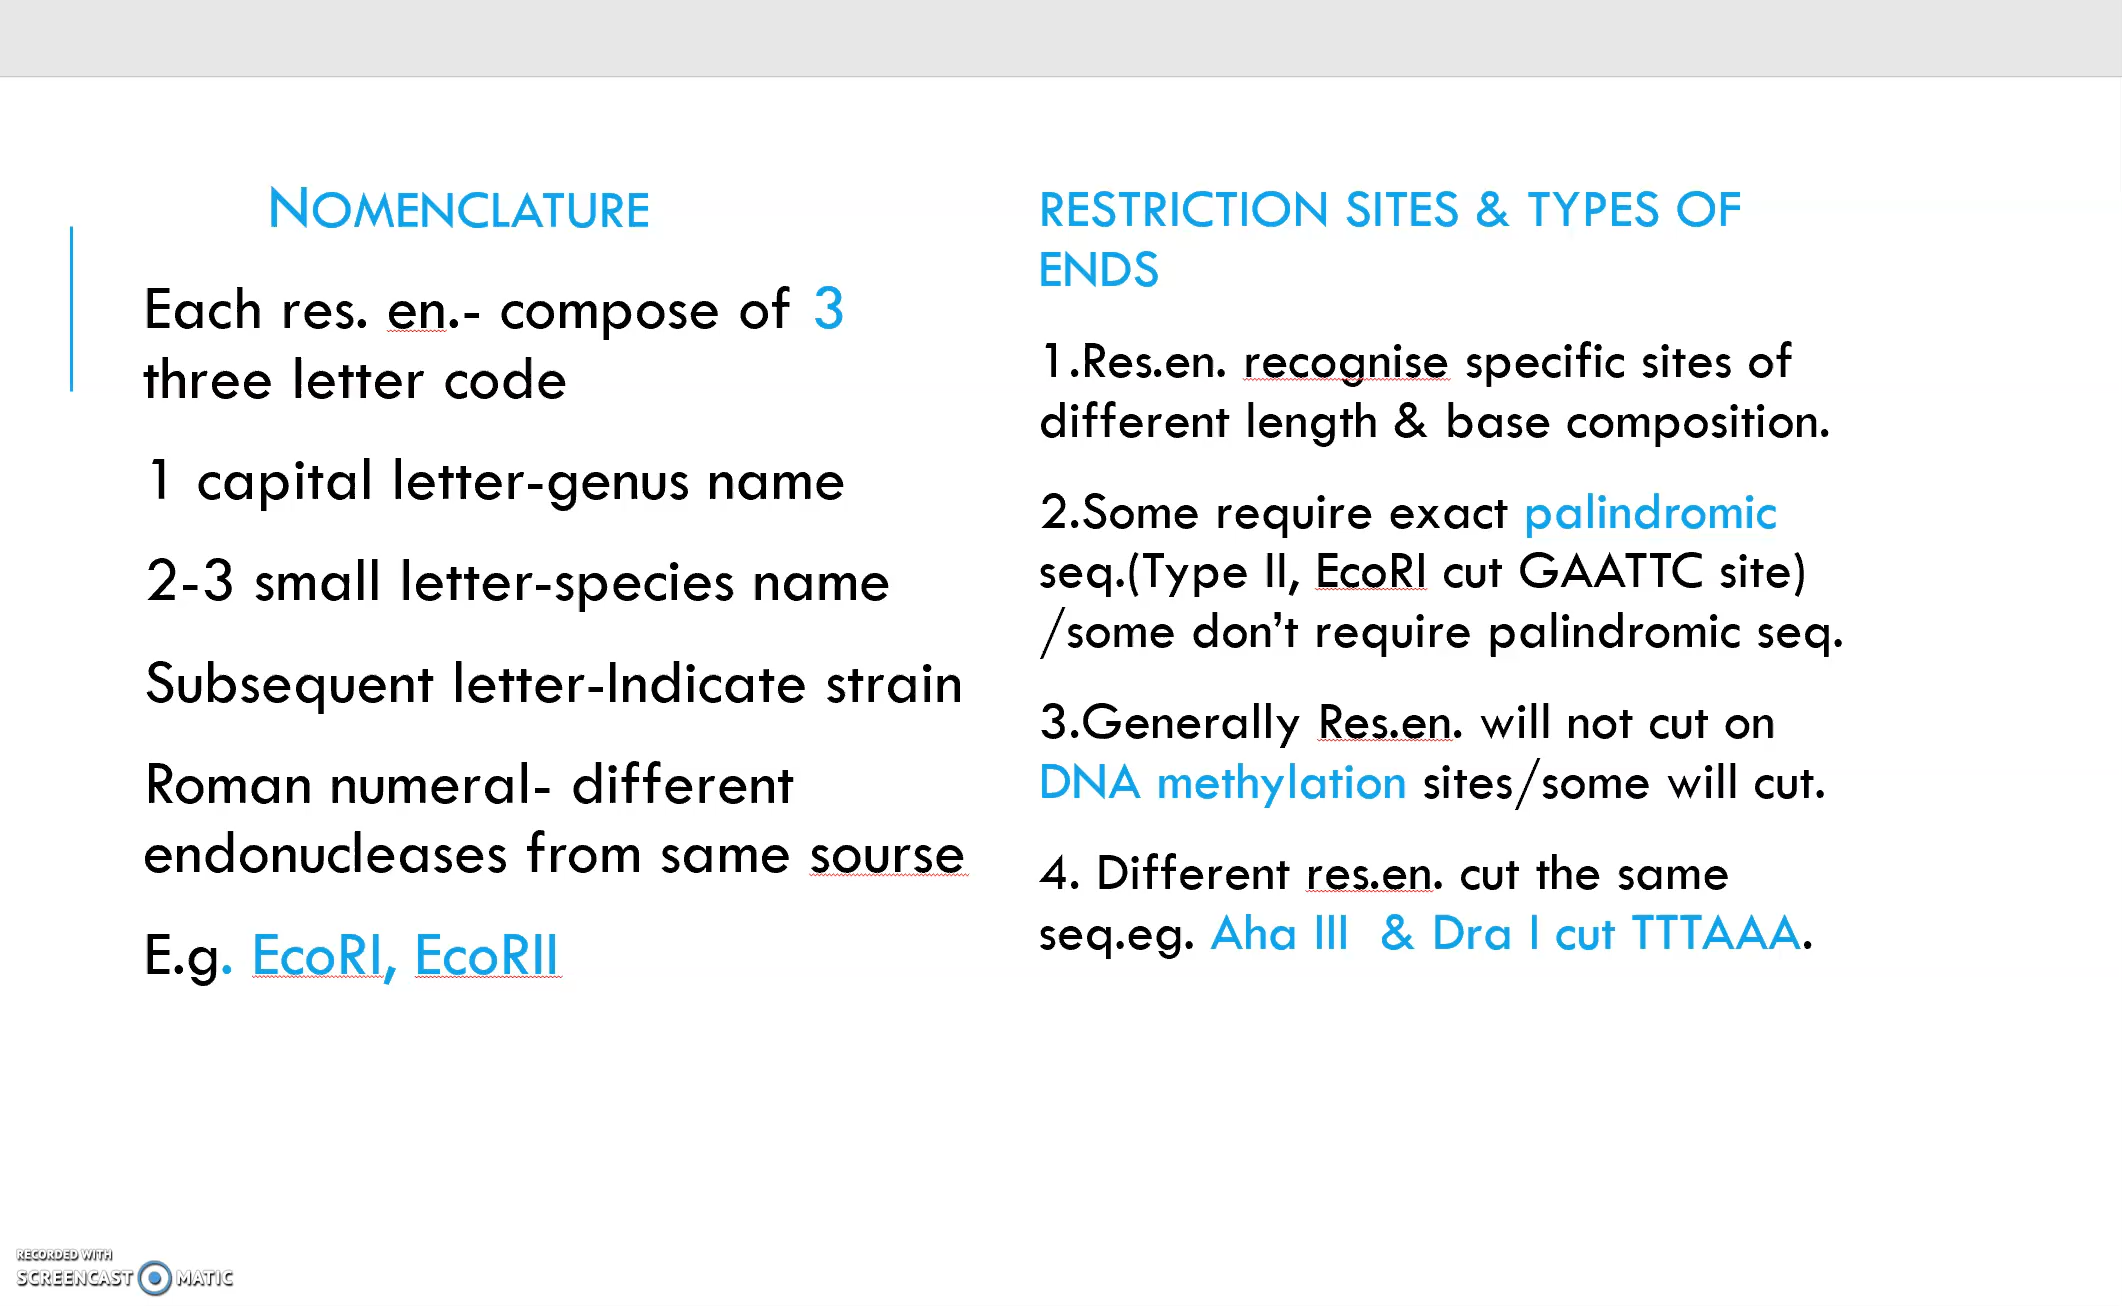 NOMENCLATURE
Each res. en.- compose of 3
three letter code
1 capital letter-genus name
2-3 small letter-species name
Subsequent letter-Indicate strain
Roman numeral- different
endonucleases from same sourse
E.g. EcoRI, EcoRII
RESTRICTION SITES & TYPES OF
ENDS
1.Res.en. recognise specific sites of
different length & base composition.
2.Some require exact palindromic
seq.(Type II, EcoRI cut GAATTC site)
/some don’t require palindromic seq.
3.Generally Res.en. will not cut on
DNA methylation sites/some will cut.
4. Different res.en. cut the same
seq.eg. Aha III & Dra I cut TTTAAA.
RECORDED WITH
SCREENCAST MATIC